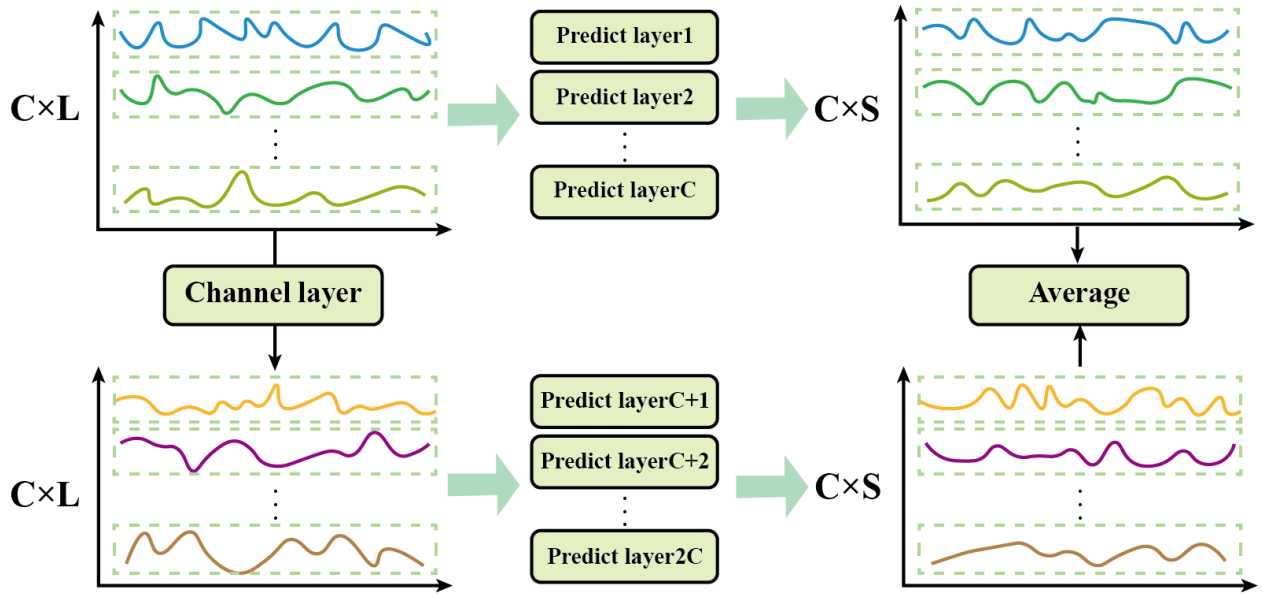 Predict layer1
C×L
Predict layer2
C×S
Predict layerC
Channel layer
Average
Predict layerC+1
C×L
Predict layerC+2
C×S
Predict layer2C